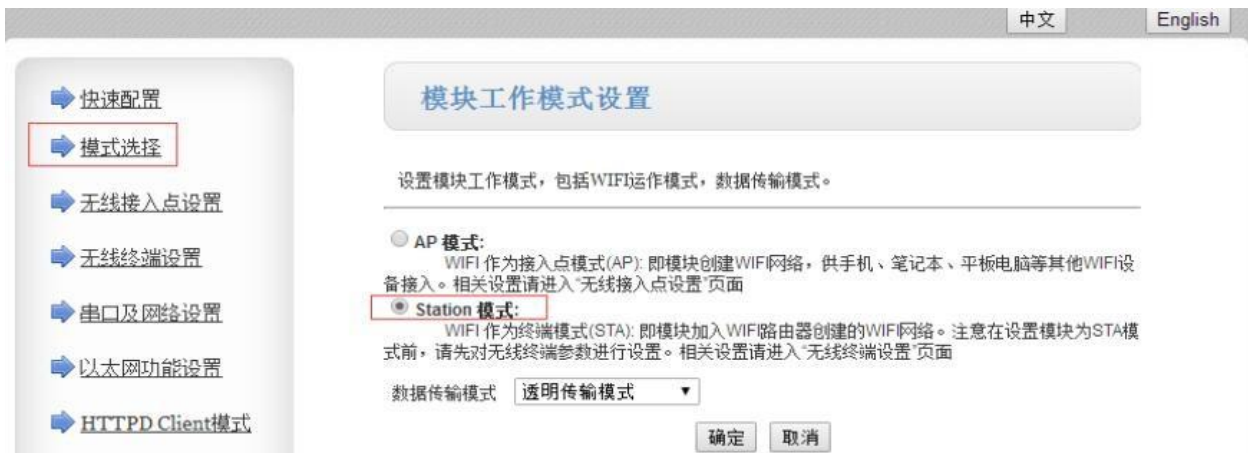 中文 English
快速配置
模式选择
无线接入点设置
无线终端设置
串口及网络设置
以太网功能设置
HTTPD Client模式
模块工作模式设置
设置模块工作模式，包括WIFI运作模式，数据传输模式。
AP 模式:
WIFI 作为接入点模式(AP): 即模块创建WIFI网络，供手机、笔记本、平板电脑等其他WIFI设
备接入。相关设置请进入“无线接入点设置”页面
Station 模式:
WIFI 作为终端模式(STA): 即模块加入WIFI路由器创建的WIFI网络。注意在设置模块为STA模
式前，请先对无线终端参数进行设置。相关设置请进入“无线终端设置”页面
数据传输模式 透明传输模式
确定 取消